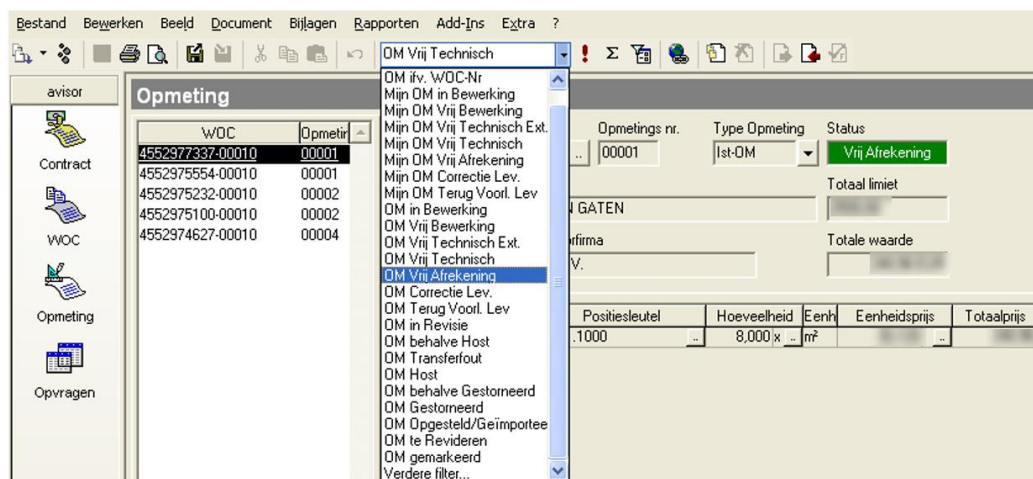 Bestand Bewerken Beeld Document Bijlagen Rapporten Add-Ins Extra ?
OM Vrij Technisch
avisor
Contract
WOC
Opmeting
Opvragen
Opmeting
WOC Opmetir
4552977337-00010 00001
4552975554-00010 00001
4552975232-00010 00002
4552975100-00010 00002
4552974627-00010 00004
OM ifv. WOC-Nr
Mijn OM in Bewerking
Mijn OM Vrij Bewerking
Mijn OM Vrij Technisch Ext.
Mijn OM Vrij Technisch
Mijn OM Vrij Afrekening
Mijn OM Correctie Lev.
Mijn OM Terug Voorl. Lev
OM in Bewerking
OM Vrij Bewerking
OM Vrij Technisch Ext.
OM Vrij Technisch
OM Vrij Afrekening
OM Correctie Lev.
OM Terug Voorl. Lev
OM in Revisie
OM behalve Host
OM Transferfout
OM Host
OM behalve Gestorneerd
OM Gestorneerd
OM Opgesteld/Geïmportee
OM te Revideren
OM gemarkeerd
Verdere filter...
Opmetings nr. Type Opmeting Status
.. 00001 Ist-OM Vrij Afrekening
Totaal limiet
GATEN
rfirma Totale waarde
V.
Positiesleutel Hoeveelheid Eenh Eenheidsprijs Totaalprijs
.1000 .. 8,000 x .. m² ..